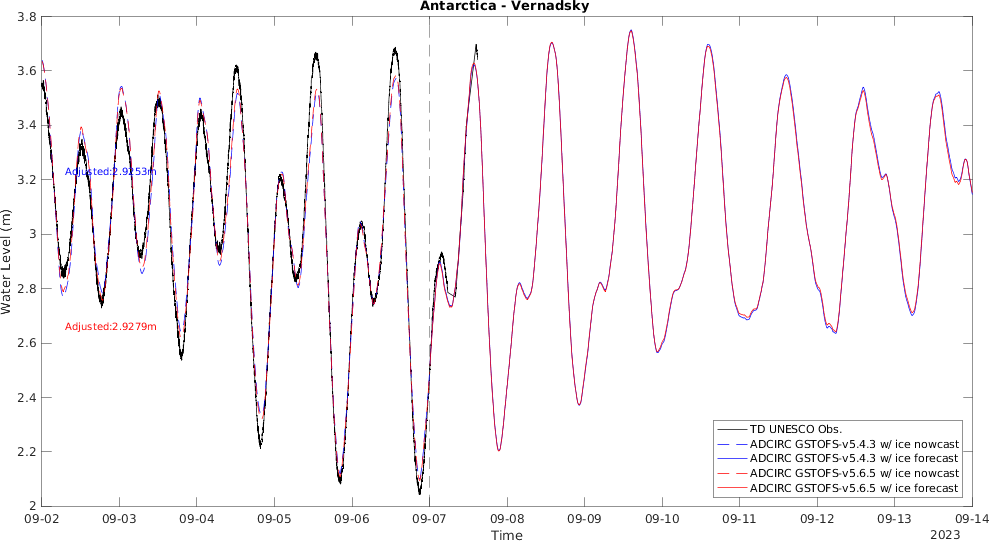 Antarctica - Vernadsky
3.8
3.6
3.4
3.2
3
2.8
2.6
2.4
2.2
2
Water Level (m)
Adjusted:2.9253m
Adjusted:2.9279m
TD UNESCO Obs.
ADCIRC GSTOFS-v5.4.3 w/ ice nowcast
ADCIRC GSTOFS-v5.4.3 w/ ice forecast
ADCIRC GSTOFS-v5.6.5 w/ ice nowcast
ADCIRC GSTOFS-v5.6.5 w/ ice forecast
09-02 09-03 09-04 09-05 09-06 09-07 09-08 09-09 09-10 09-11 09-12 09-13 09-14
Time
2023